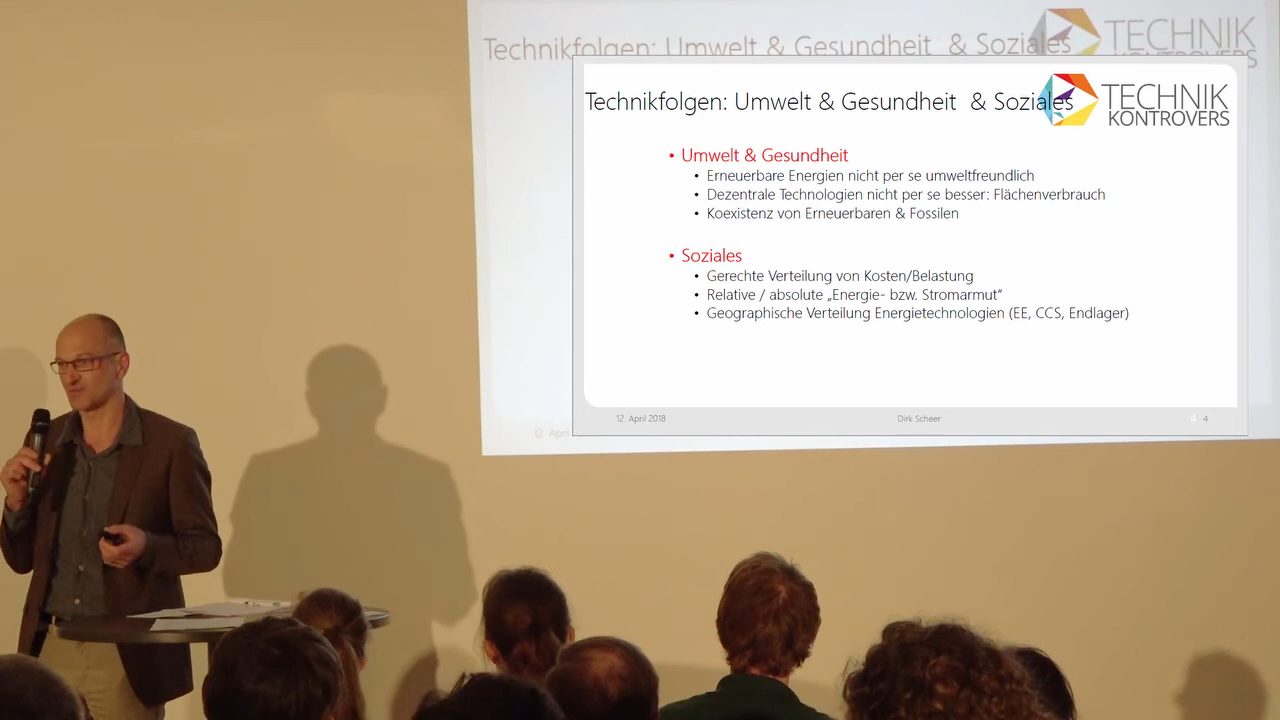 Technikfolgen: Umwelt & Gesundheit & Soziales
TECHNIK
KONTROVERS
Technikfolgen: Umwelt & Gesundheit & Soziales
TECHNIK
KONTROVERS
• Umwelt & Gesundheit
• Erneuerbare Energien nicht per se umweltfreundlich
• Dezentrale Technologien nicht per se besser: Flächenverbrauch
• Koexistenz von Erneuerbaren & Fossilen
• Soziales
• Gerechte Verteilung von Kosten/Belastung
• Relative / absolute „Energie- bzw. Stromarmut“
• Geographische Verteilung Energietechnologien (EE, CCS, Endlager)
12. April 2018 Dirk Scheer 4 4
12. April